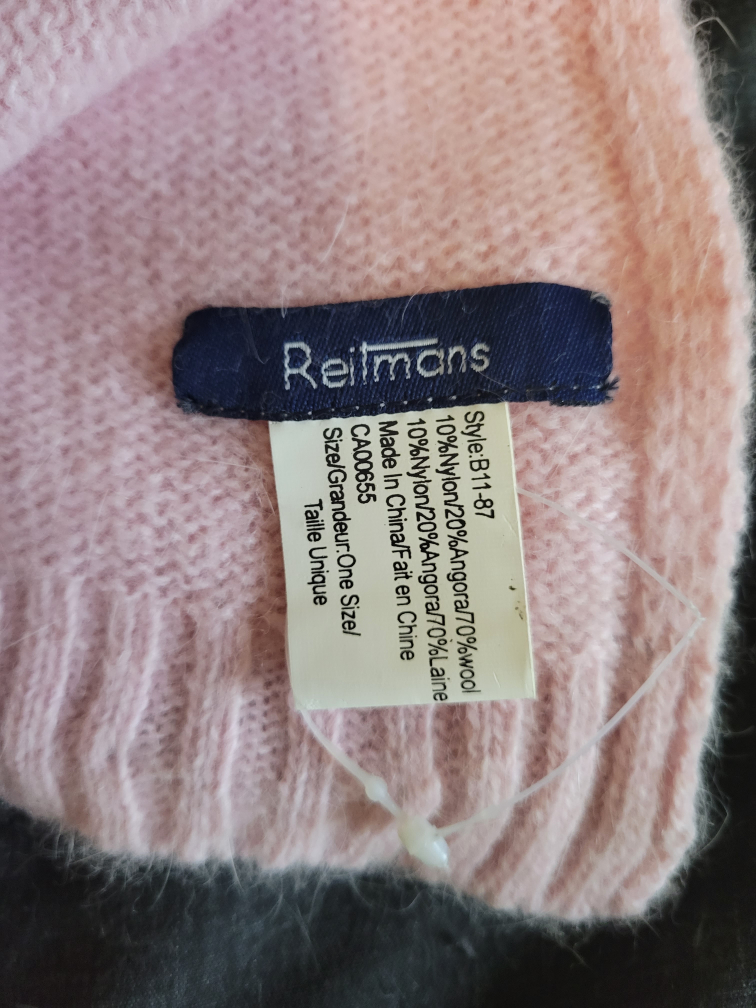 Reitmans
Style:B11-87
10%Nylon/20%Angora/70%wool
10%Nylon/20%Angora/70%Laine
Made In China/Fait en Chine
CA00655
Size/Grandeur:One Size/
Taille Unique